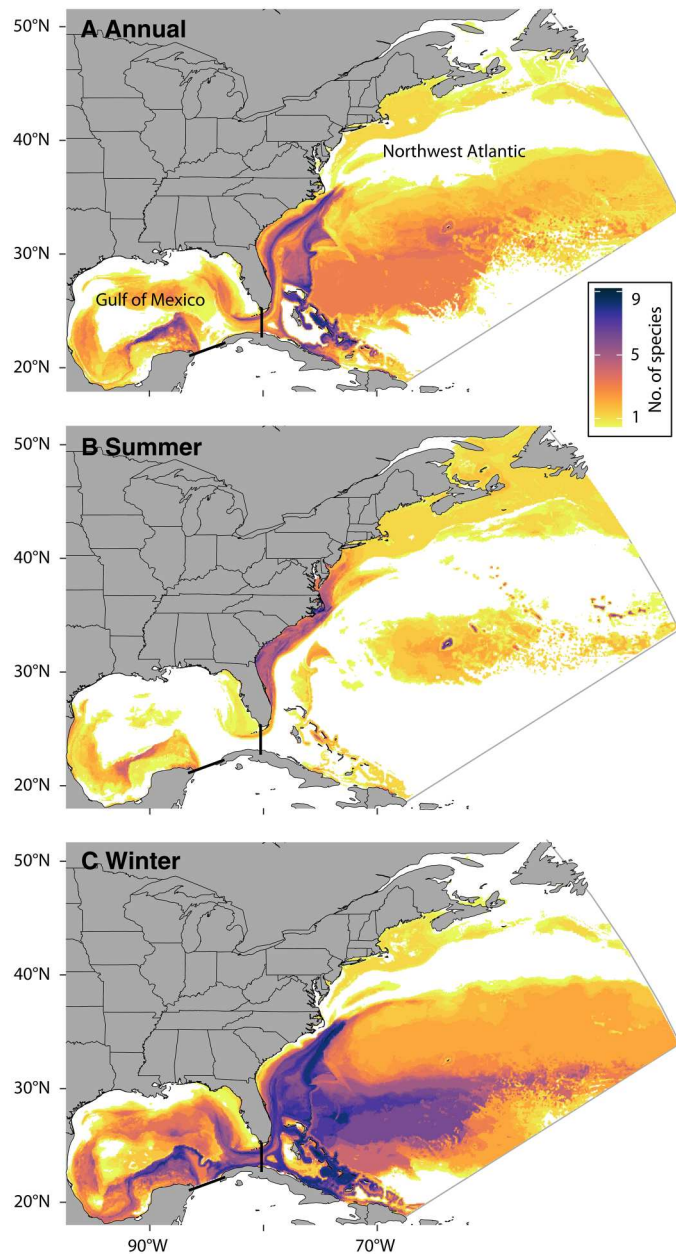 A Annual
50°N
40°N
30°N
20°N
Northwest Atlantic
Gulf of Mexico
9
5
1
No. of species
B Summer
50°N
40°N
30°N
20°N
C Winter
50°N
40°N
30°N
20°N
90°W
70°W